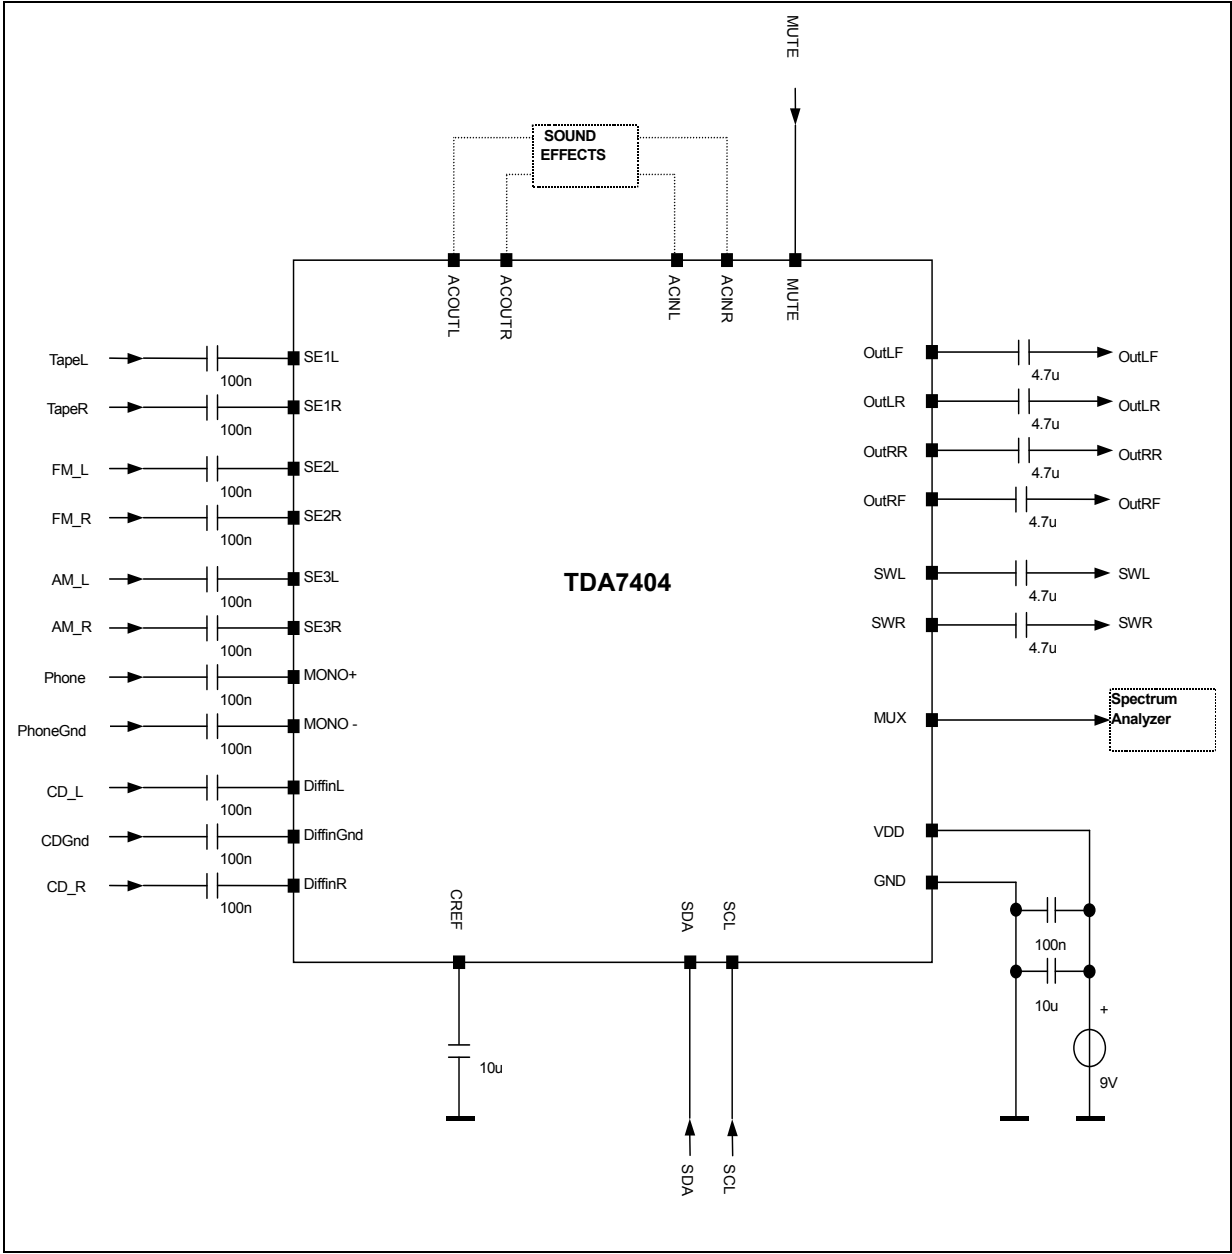 MUTE
SOUND
EFFECTS
ACOUTL
ACOUTR
ACINL
ACINR
MUTE
TapeL
100n
SE1L
TapeR
100n
SE1R
FM_L
100n
SE2L
FM_R
100n
SE2R
AM_L
100n
SE3L
AM_R
100n
SE3R
Phone
100n
MONO+
PhoneGnd
100n
MONO -
CD_L
100n
DiffinL
CDGnd
100n
DiffinGnd
CD_R
100n
DiffinR
TDA7404
OutLF
4.7u
OutLF
OutLR
4.7u
OutLR
OutRR
4.7u
OutRR
OutRF
4.7u
OutRF
SWL
4.7u
SWL
SWR
4.7u
SWR
MUX
Spectrum
Analyzer
VDD
GND
100n
10u
+
9V
CREF
10u
SDA
SCL
SDA
SCL